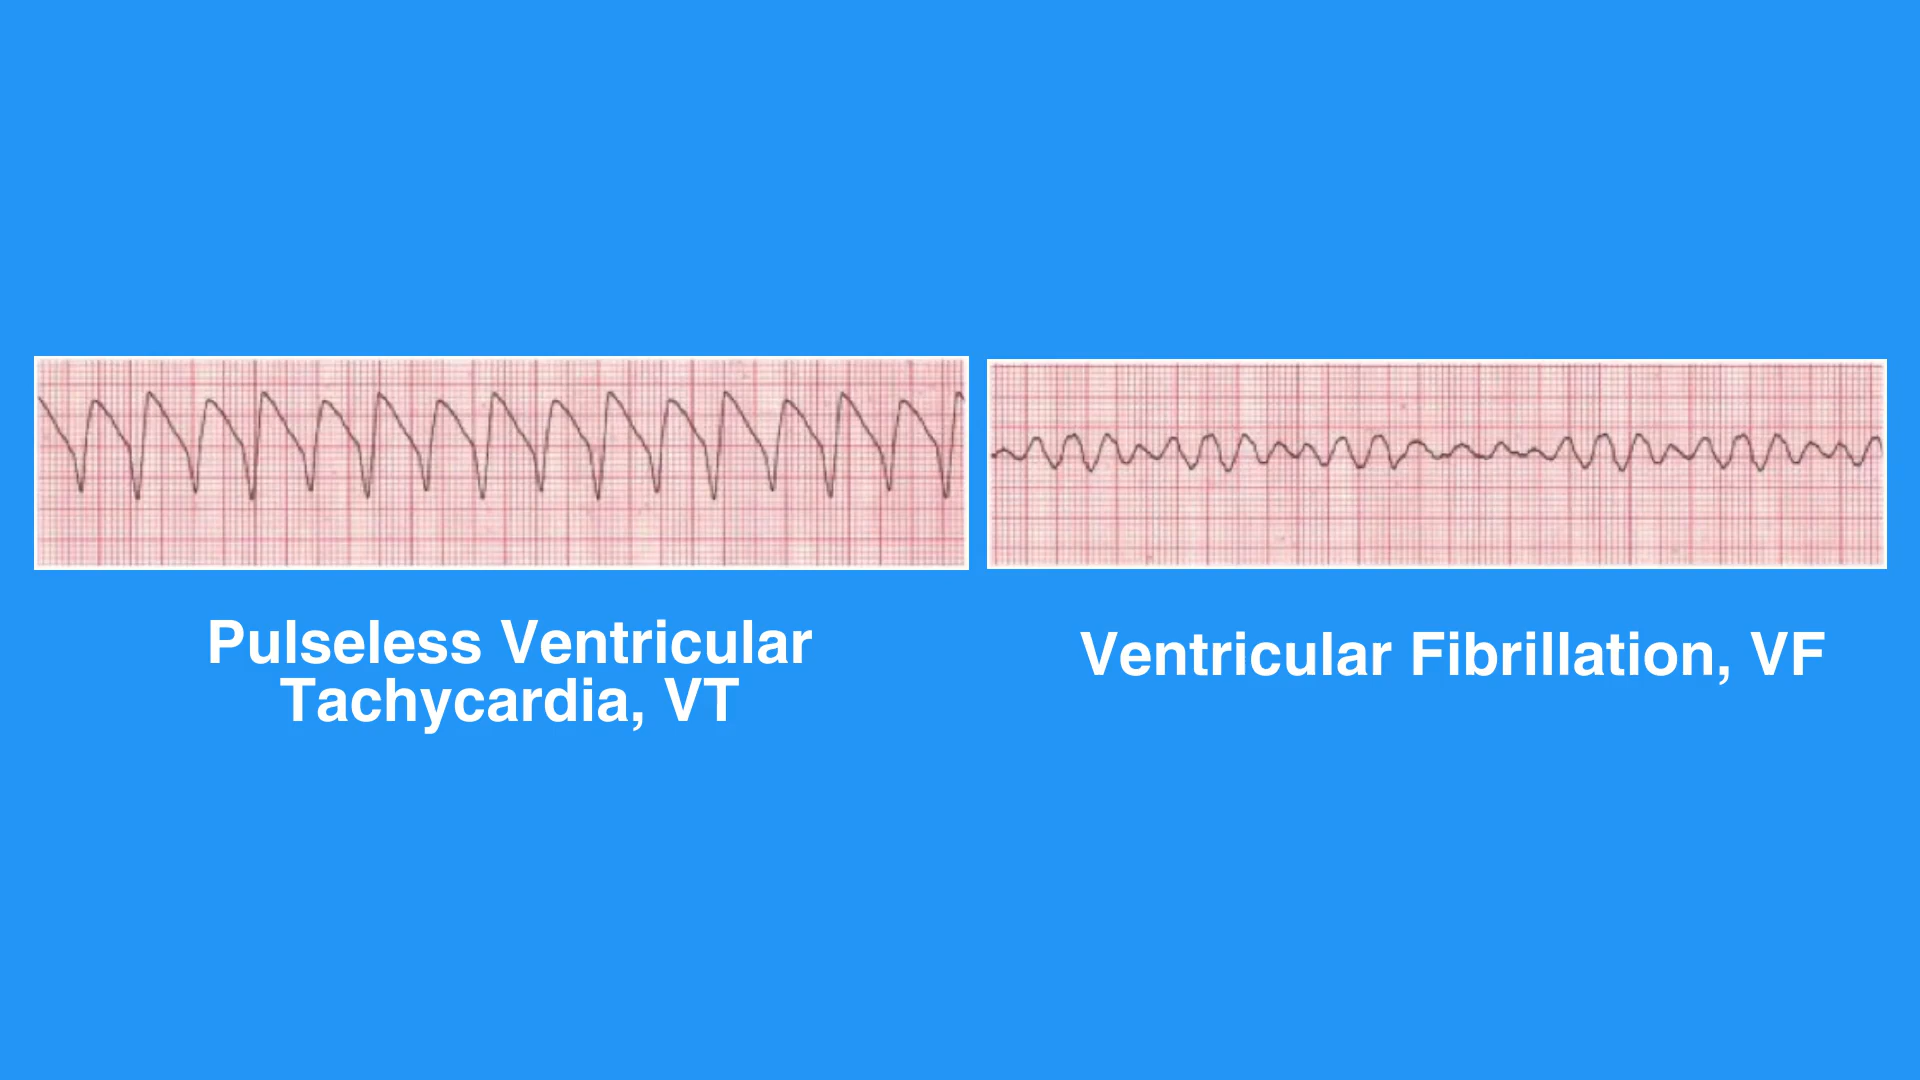 Pulseless Ventricular
Tachycardia, VT
Ventricular Fibrillation, VF